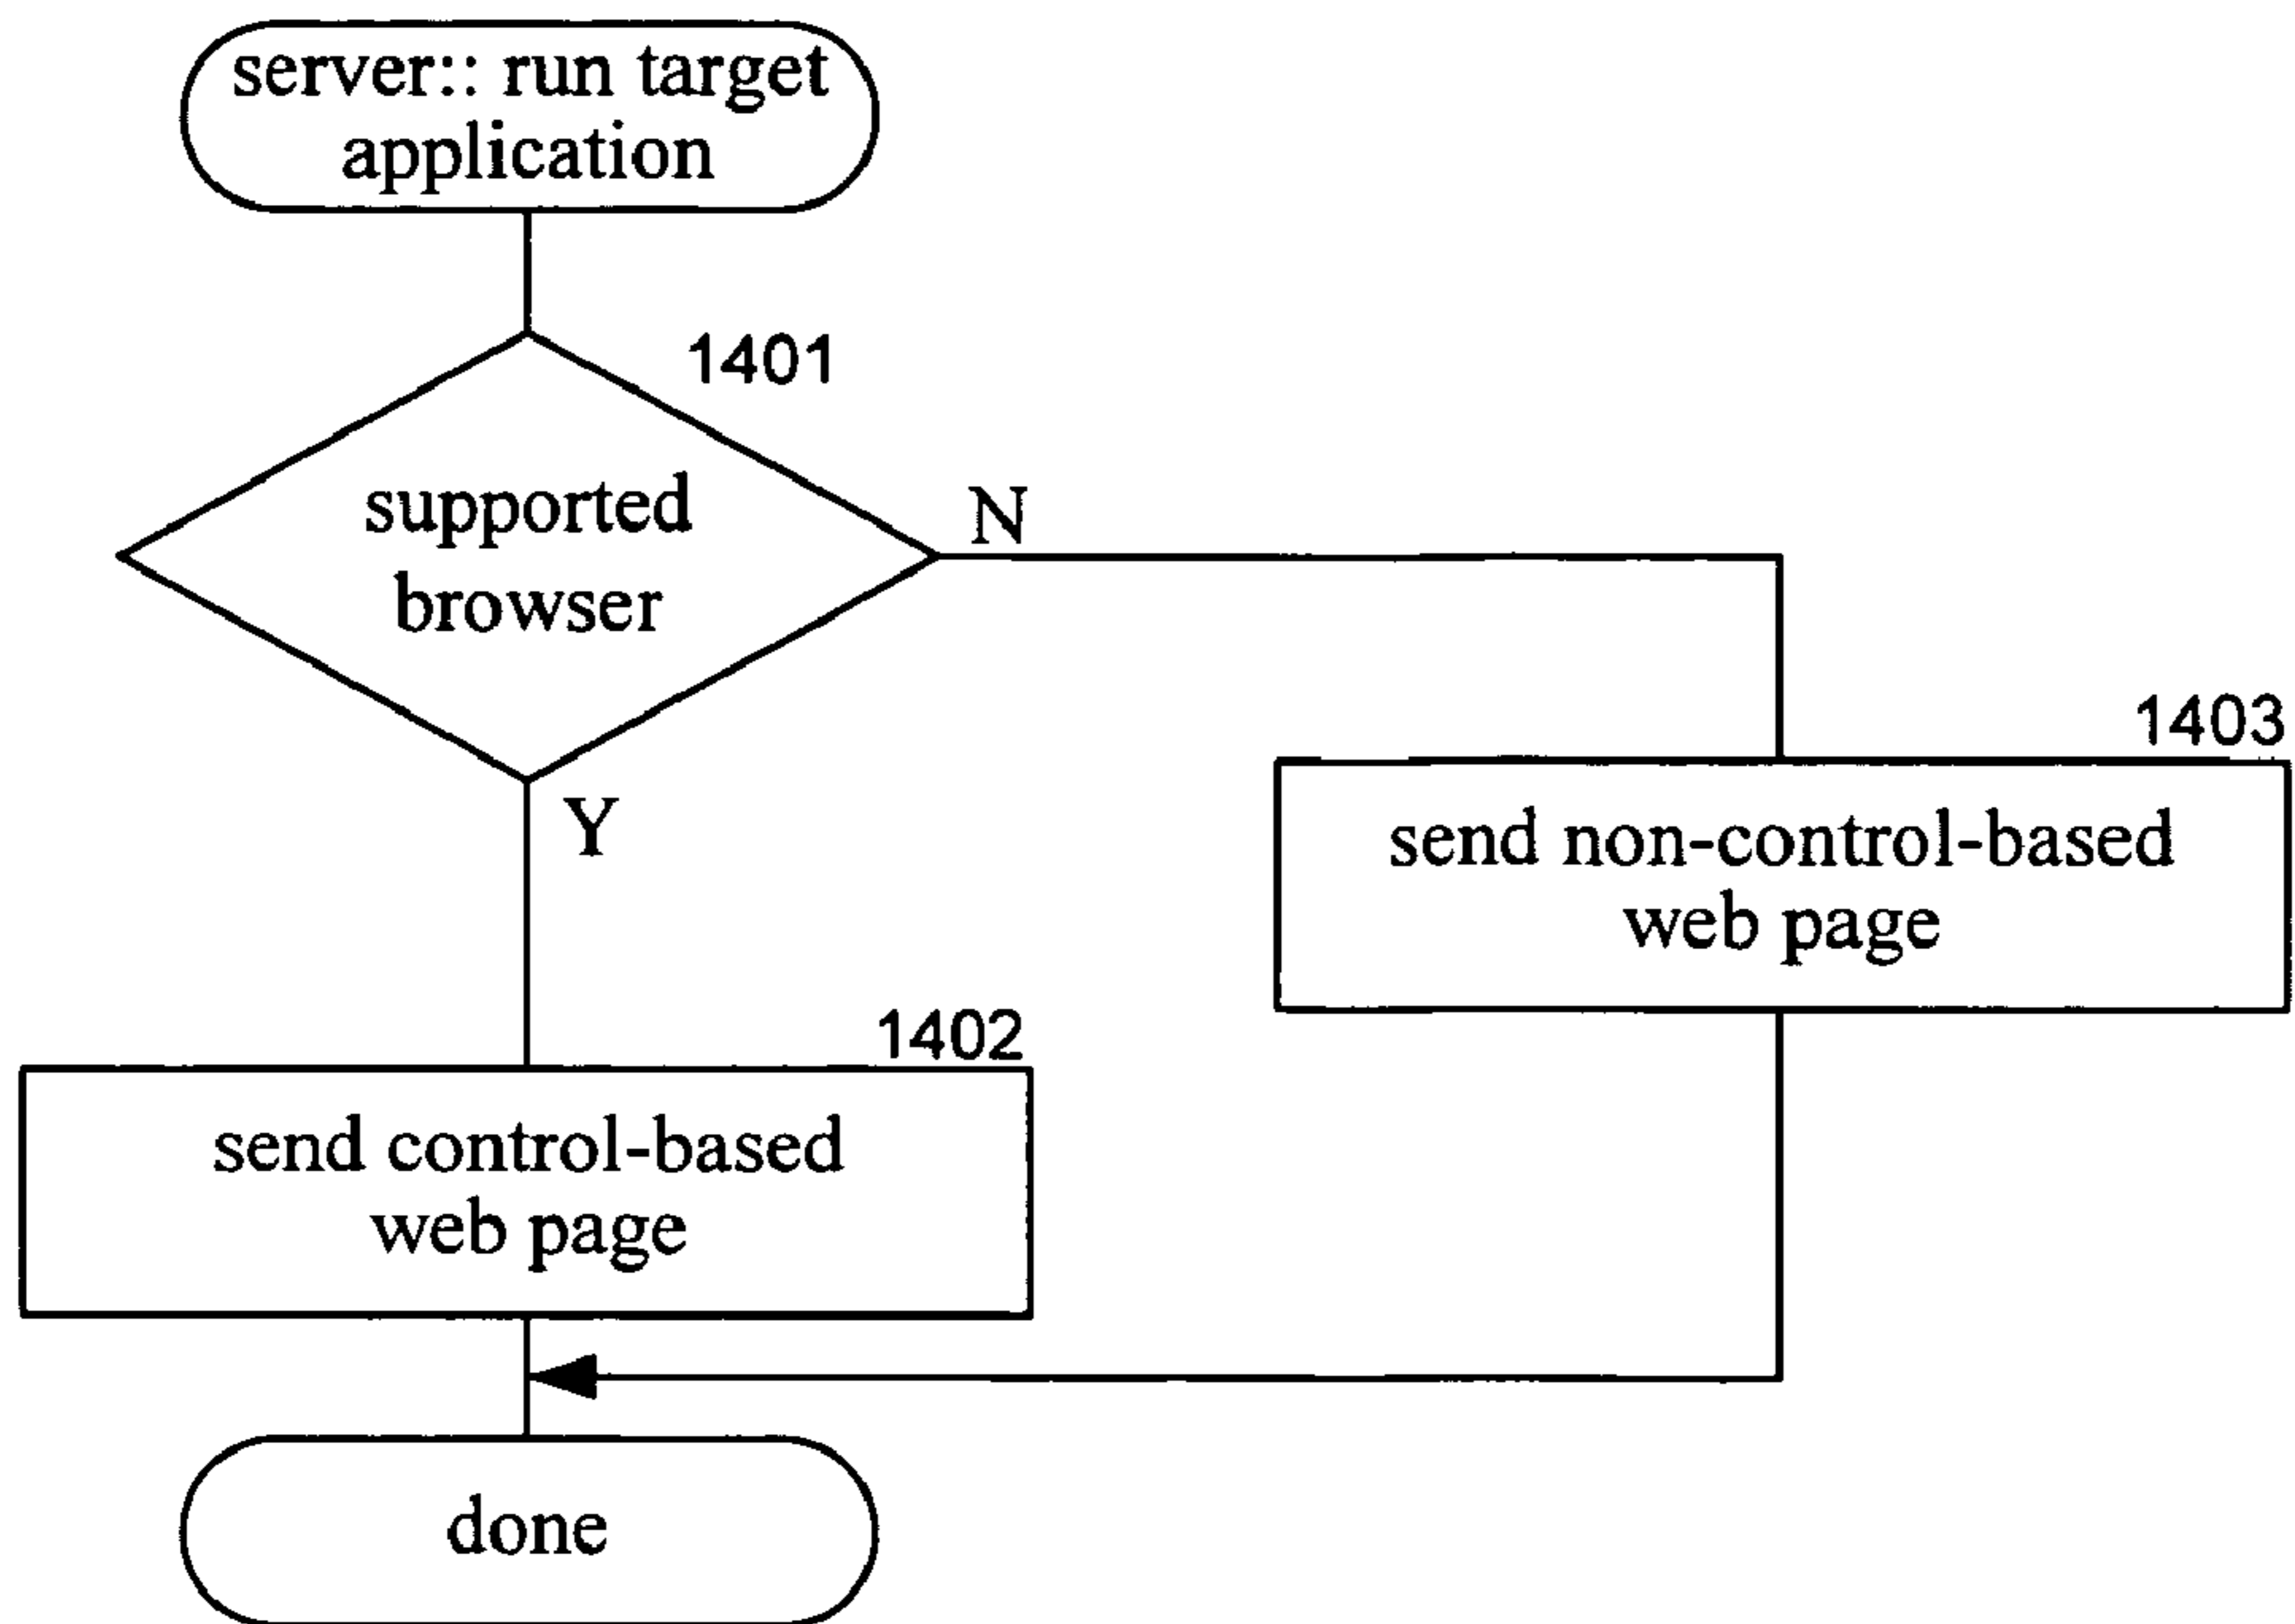 server:: run target
application
1401
supported
browser
N
Y
1403
send non-control-based
web page
1402
send control-based
web page
done